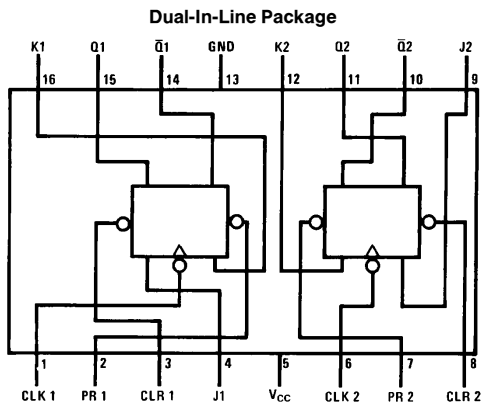 Dual-In-Line Package
K1 Q1 Q̅1 GND K2 Q2 Q̅2 J2
16 15 14 13 12 11 10 9
1 2 3 4 5 6 7 8
CLK 1 PR 1 CLR 1 J1 VCC CLK 2 PR 2 CLR 2